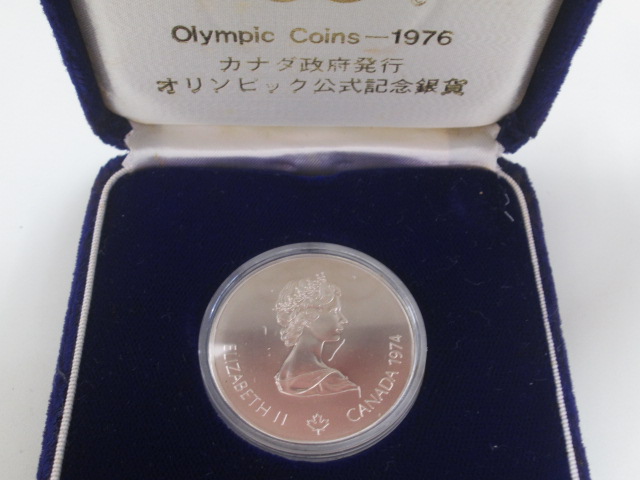 Olympic Coins—1976
カナダ政府発行
オリンピック公式記念銀貨
ELIZABETH II
CANADA 1974